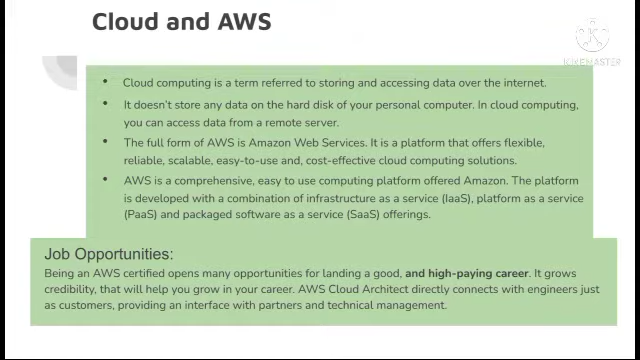 Cloud and AWS
KINEMASTER
• Cloud computing is a term referred to storing and accessing data over the internet.
• It doesn't store any data on the hard disk of your personal computer. In cloud computing,
you can access data from a remote server.
• The full form of AWS is Amazon Web Services. It is a platform that offers flexible,
reliable, scalable, easy-to-use and, cost-effective cloud computing solutions.
• AWS is a comprehensive, easy to use computing platform offered Amazon. The platform
is developed with a combination of infrastructure as a service (IaaS), platform as a service
(PaaS) and packaged software as a service (SaaS) offerings.
Job Opportunities:
Being an AWS certified opens many opportunities for landing a good, and high-paying career. It grows
credibility, that will help you grow in your career. AWS Cloud Architect directly connects with engineers just
as customers, providing an interface with partners and technical management.